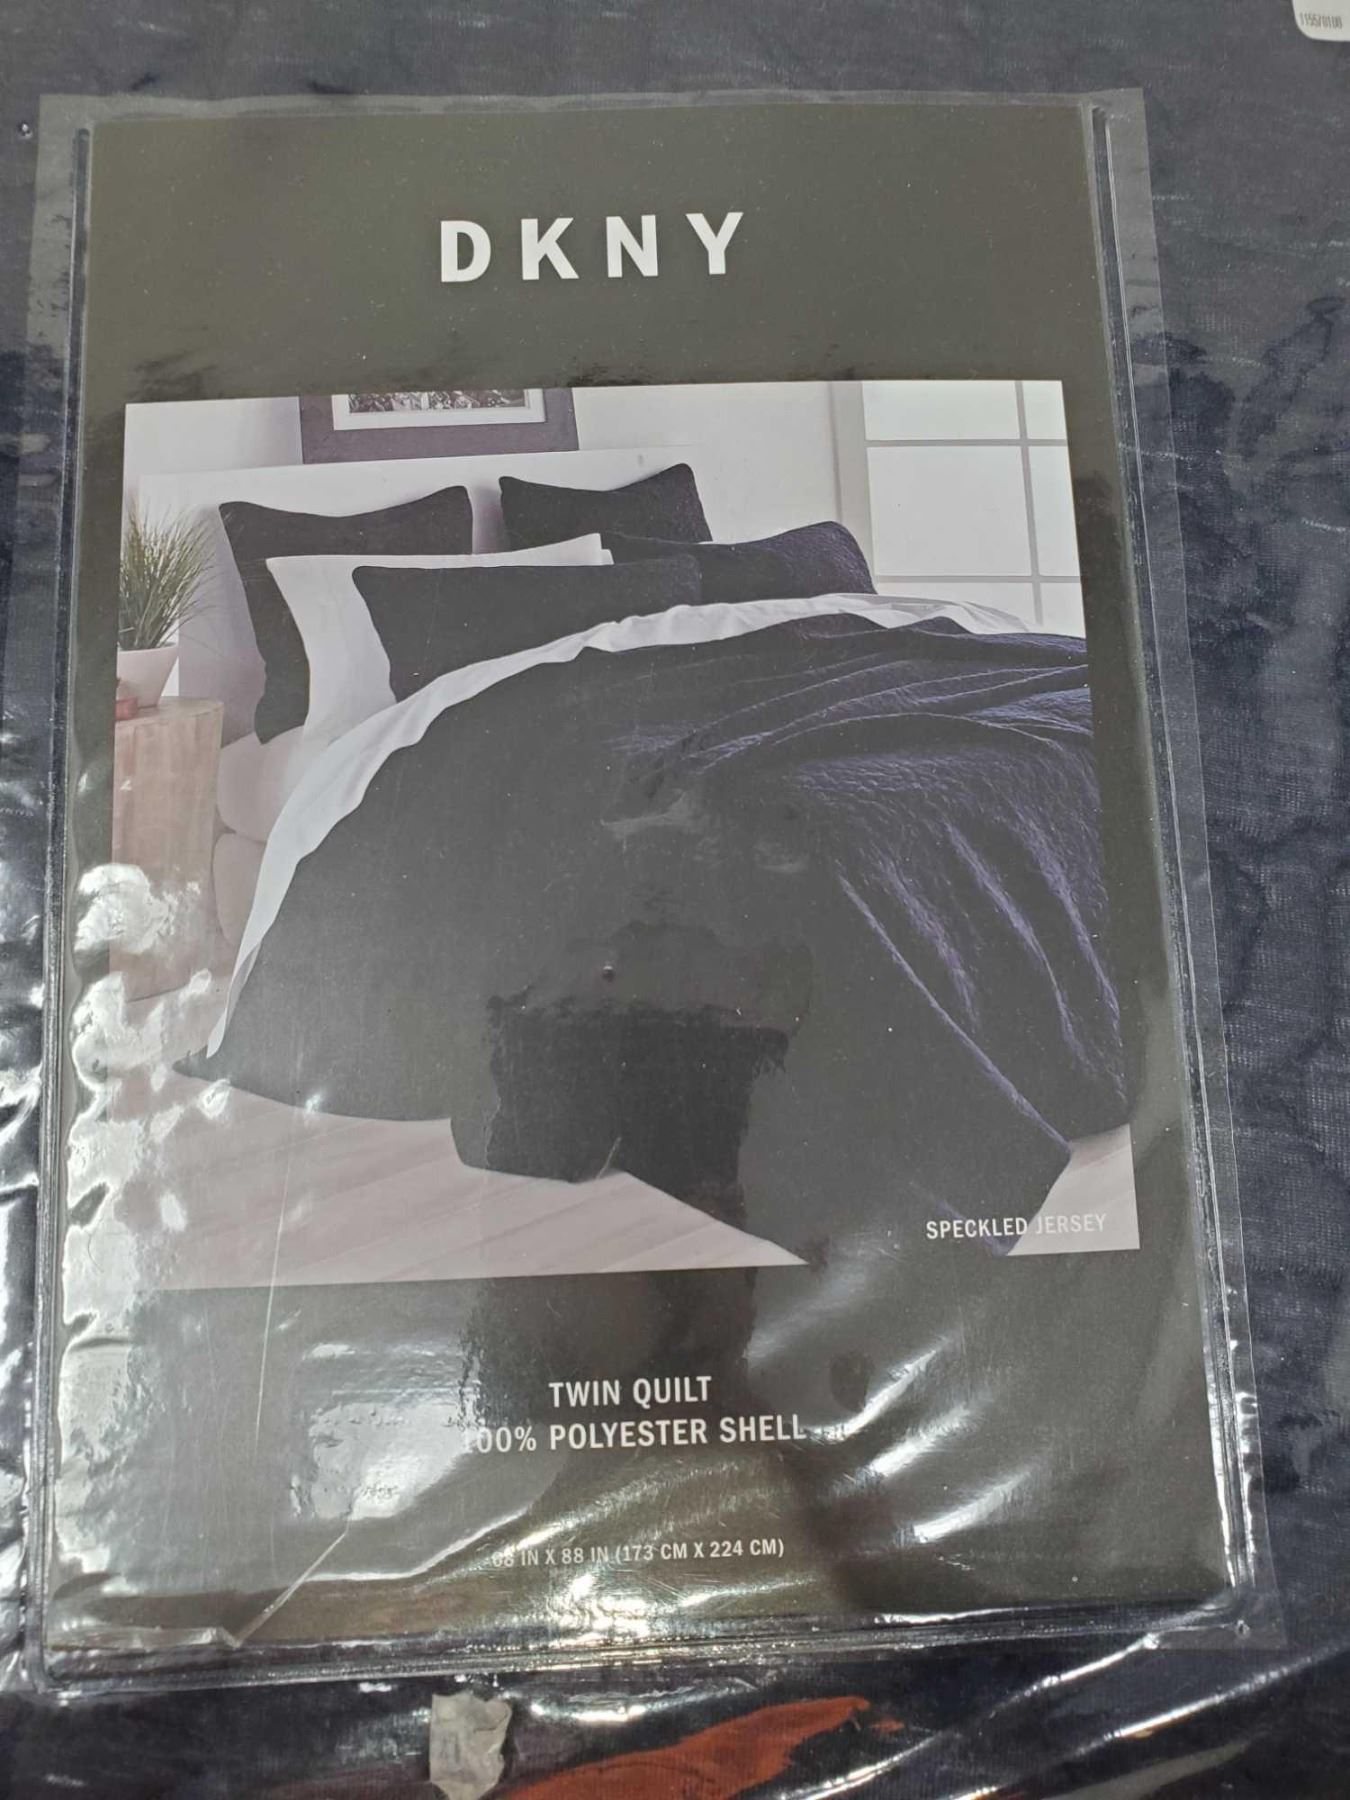 DKNY
SPECKLED JERSEY
TWIN QUILT
100% POLYESTER SHELL
68 IN X 88 IN (173 CM X 224 CM)